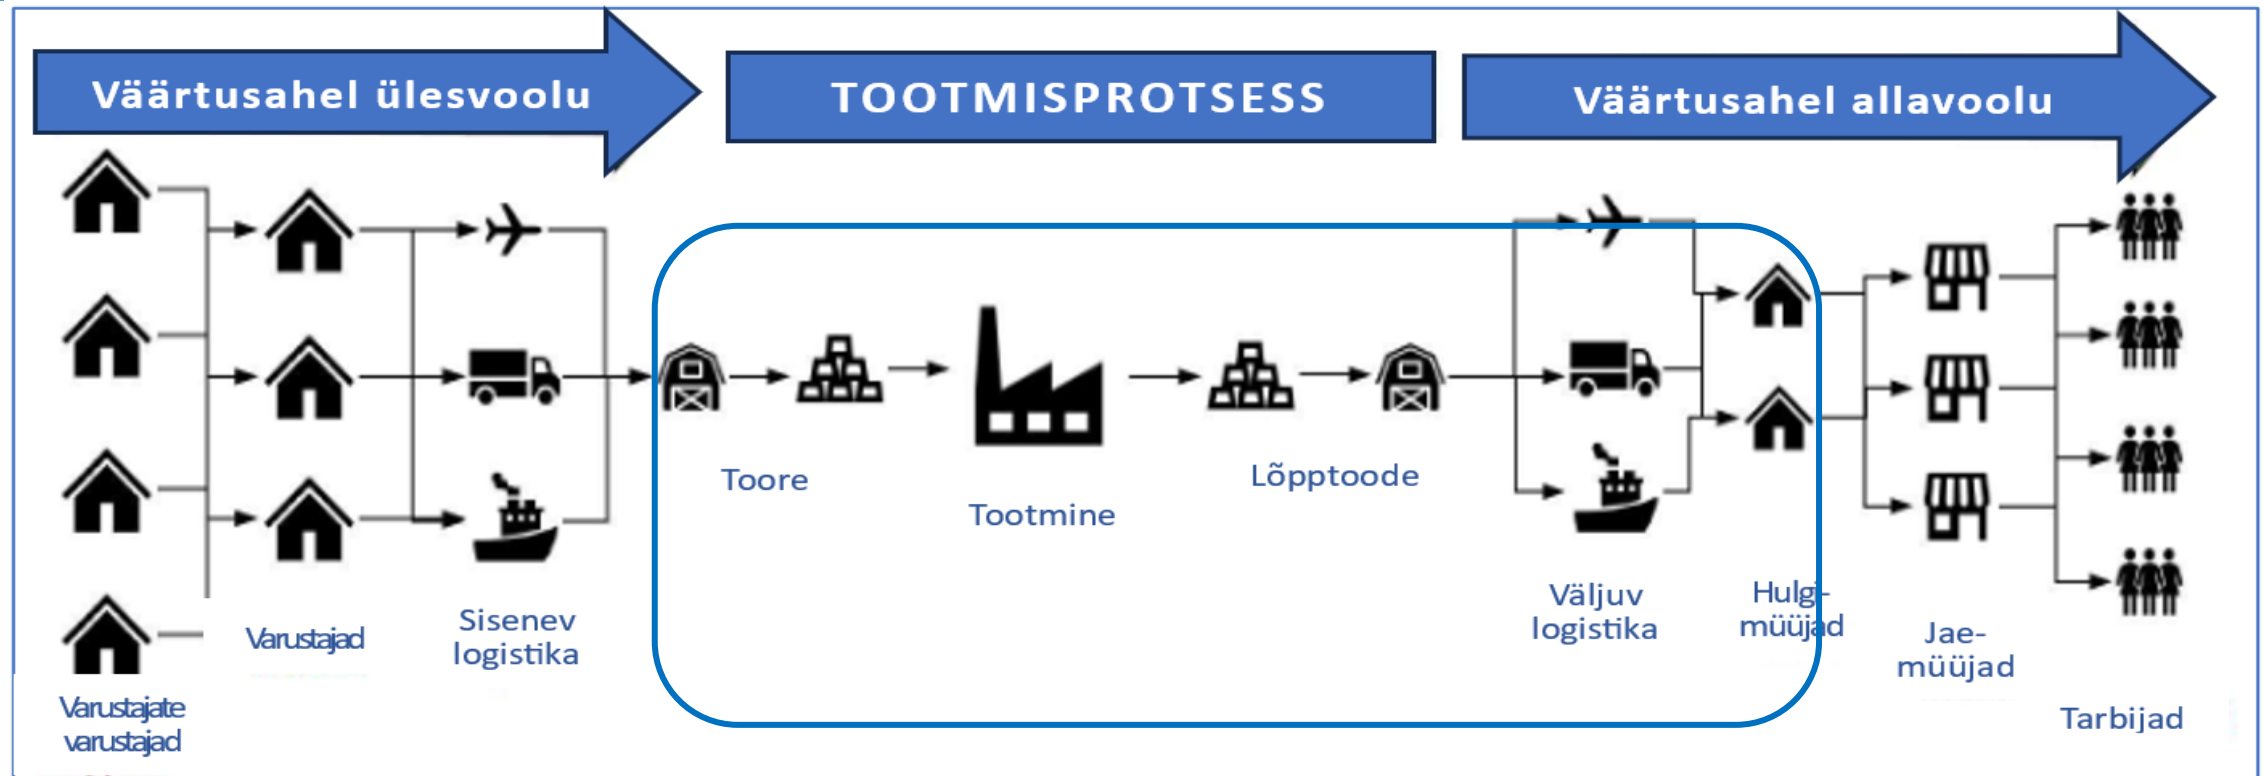 Väärtusahel ülesvoolu
TOOTMISPROTSESS
Väärtusahel allavoolu
Toore
Tootmine
Lõpptoode
Varustajate
varustajad
Varustajad
Sisenev
logistika
Väljuv
logistika
Hulgi-
müüjad
Jae-
müüjad
Tarbijad